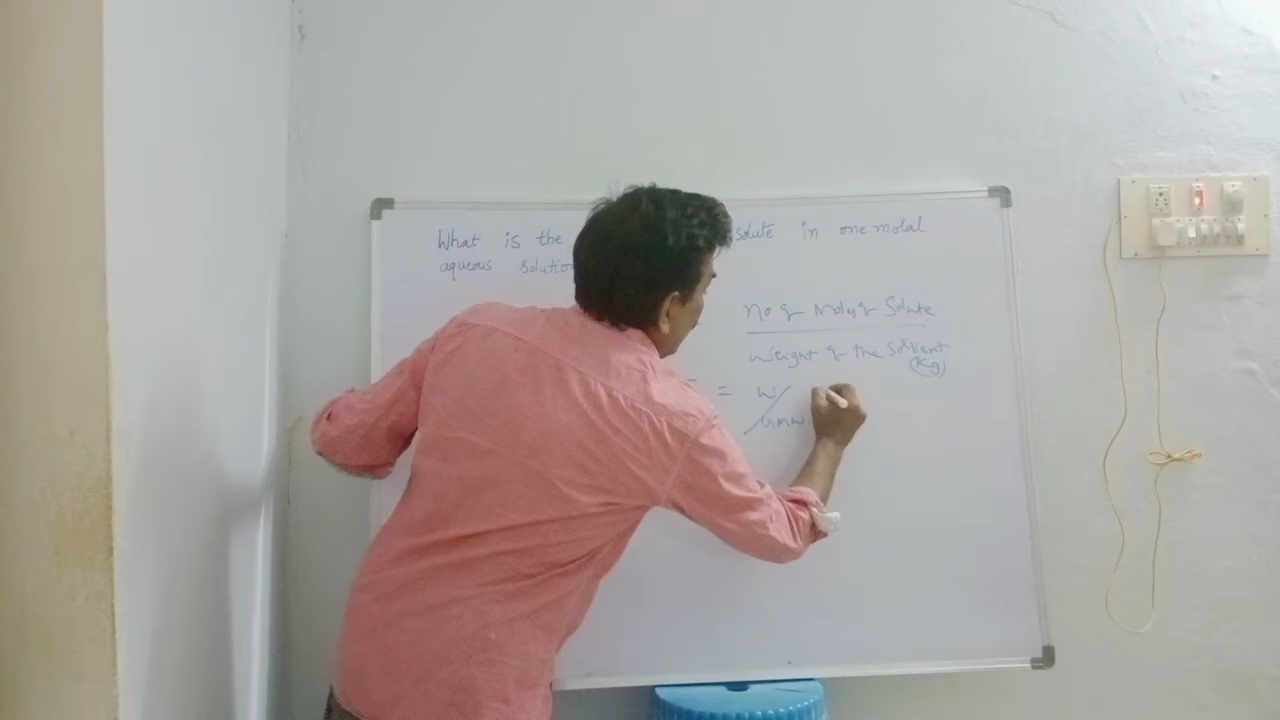 What is the solute in one molal
aqueous solution
No of Moles of Solute
Weight of the Solvent
(Kg)
= W/
GMW